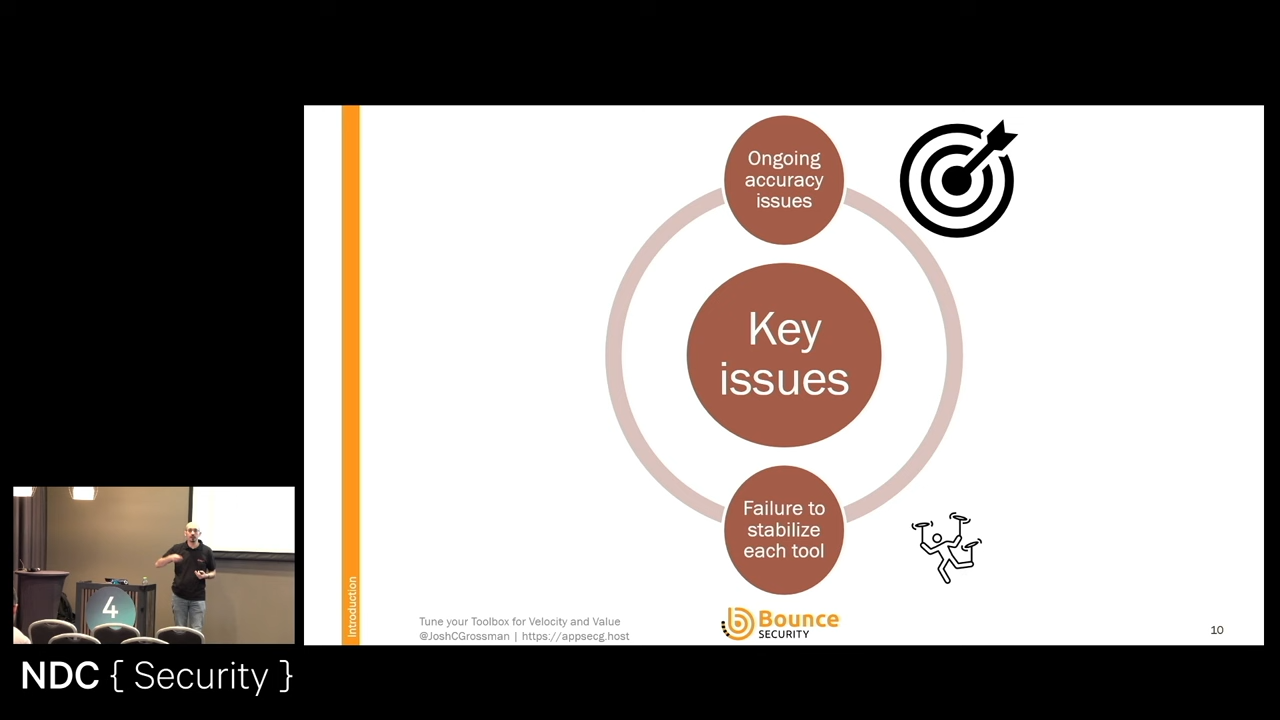 Ongoing
accuracy
issues
Key
issues
Failure to
stabilize
each tool
Introduction
Tune your Toolbox for Velocity and Value
@JoshCGrossman | https://appsecg.host
Bounce
SECURITY
10
4
NDC { Security }